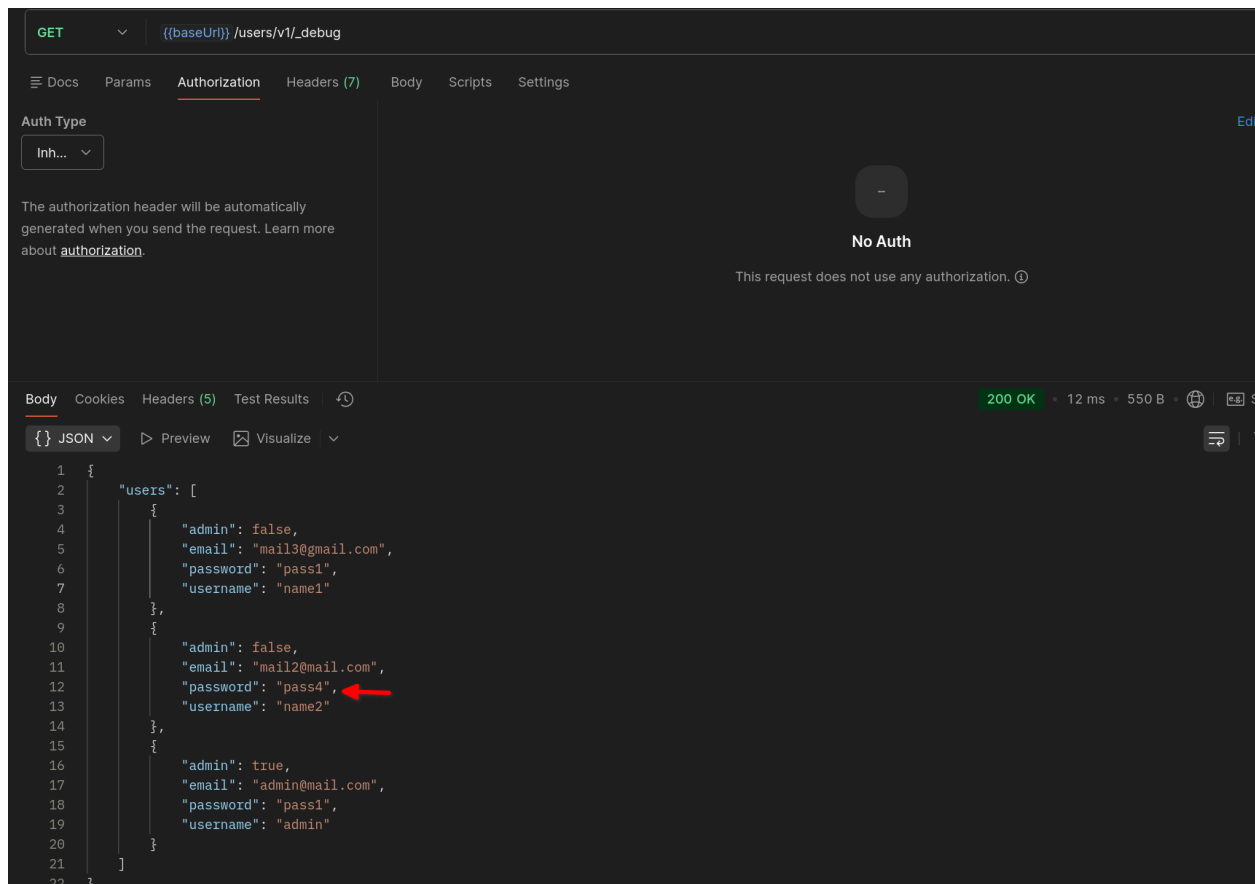 GET {{baseUrl}} /users/v1/_debug
Docs Params Authorization Headers (7) Body Scripts Settings
Auth Type
Inh...
The authorization header will be automatically
generated when you send the request. Learn more
about authorization.
Edi
–
No Auth
This request does not use any authorization.
Body Cookies Headers (5) Test Results 200 OK • 12 ms • 550 B • e.g. S
{} JSON Preview Visualize
1 {
2 "users": [
3 {
4 "admin": false,
5 "email": "mail3@gmail.com",
6 "password": "pass1",
7 "username": "name1"
8 },
9 {
10 "admin": false,
11 "email": "mail2@mail.com",
12 "password": "pass4",
13 "username": "name2"
14 },
15 {
16 "admin": true,
17 "email": "admin@mail.com",
18 "password": "pass1",
19 "username": "admin"
20 }
21 ]
22 }